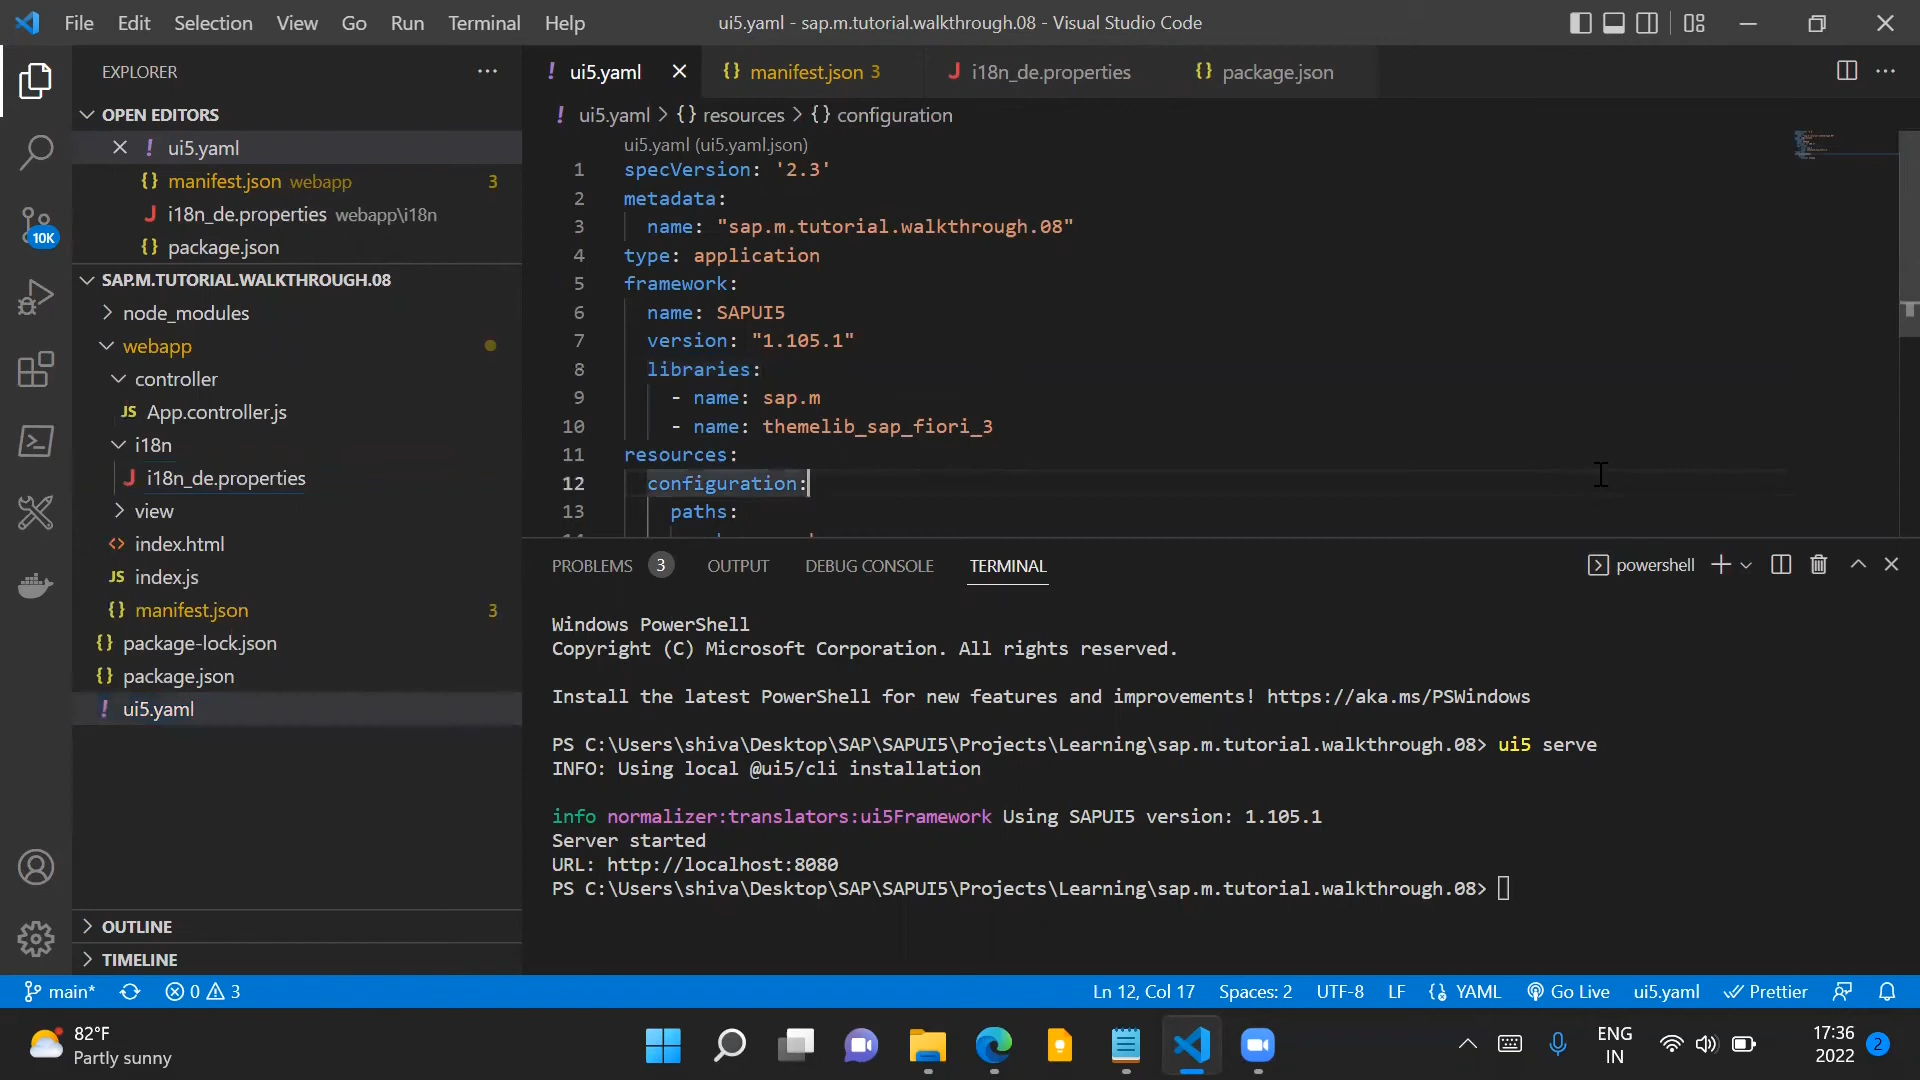 File Edit Selection View Go Run Terminal Help
ui5.yaml - sap.m.tutorial.walkthrough.08 - Visual Studio Code
EXPLORER
OPEN EDITORS
ui5.yaml
manifest.json webapp 3
i18n_de.properties webapp\i18n
package.json
SAP.M.TUTORIAL.WALKTHROUGH.08
node_modules
webapp
controller
JS App.controller.js
i18n
J i18n_de.properties
view
index.html
JS index.js
manifest.json 3
package-lock.json
package.json
ui5.yaml
OUTLINE
TIMELINE
10K
ui5.yaml
manifest.json 3
i18n_de.properties
package.json
ui5.yaml > {} resources > {} configuration
ui5.yaml (ui5.yaml.json)
1 specVersion: '2.3'
2 metadata:
3 name: "sap.m.tutorial.walkthrough.08"
4 type: application
5 framework:
6 name: SAPUI5
7 version: "1.105.1"
8 libraries:
9 - name: sap.m
10 - name: themelib_sap_fiori_3
11 resources:
12 configuration:
13 paths:
PROBLEMS 3 OUTPUT DEBUG CONSOLE TERMINAL
powershell
Windows PowerShell
Copyright (C) Microsoft Corporation. All rights reserved.
Install the latest PowerShell for new features and improvements! https://aka.ms/PSWindows
PS C:\Users\shiva\Desktop\SAP\SAPUI5\Projects\Learning\sap.m.tutorial.walkthrough.08> ui5 serve
INFO: Using local @ui5/cli installation
info normalizer:translators:ui5Framework Using SAPUI5 version: 1.105.1
Server started
URL: http://localhost:8080
PS C:\Users\shiva\Desktop\SAP\SAPUI5\Projects\Learning\sap.m.tutorial.walkthrough.08>
main* 0 3
Ln 12, Col 17 Spaces: 2 UTF-8 LF YAML Go Live ui5.yaml Prettier
82°F
Partly sunny
ENG
IN
17:36
2022
2